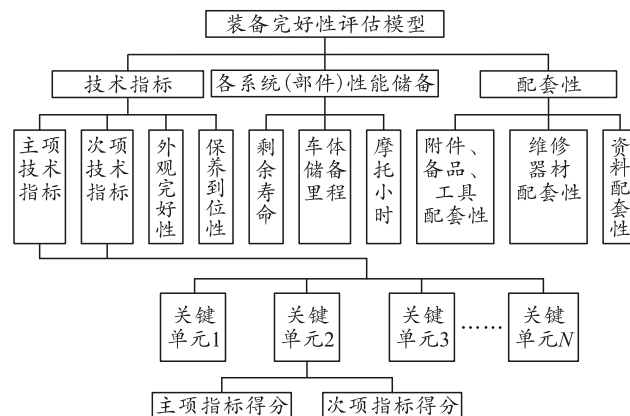 装备完好性评估模型
技术指标
各系统(部件)性能储备
配套性
主项
技术
指标
次项
技术
指标
外观完好性
保养到位性
剩余寿命
车体
储备
里程
摩托小时
附件、
备品、
工具
配套性
维修
器材
配套性
资料配套性
关键
单元1
关键
单元2
关键
单元3
……
关键
单元N
主项指标得分
次项指标得分